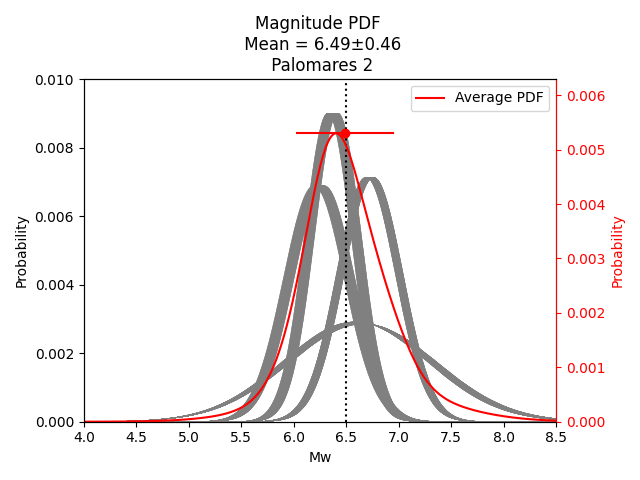 Magnitude PDF
Mean = 6.49±0.46
Palomares 2
Average PDF
0.010
0.008
0.006
0.004
0.002
0.000
Probability
0.006
0.005
0.004
0.003
0.002
0.001
0.000
Probability
4.0 4.5 5.0 5.5 6.0 6.5 7.0 7.5 8.0 8.5
Mw